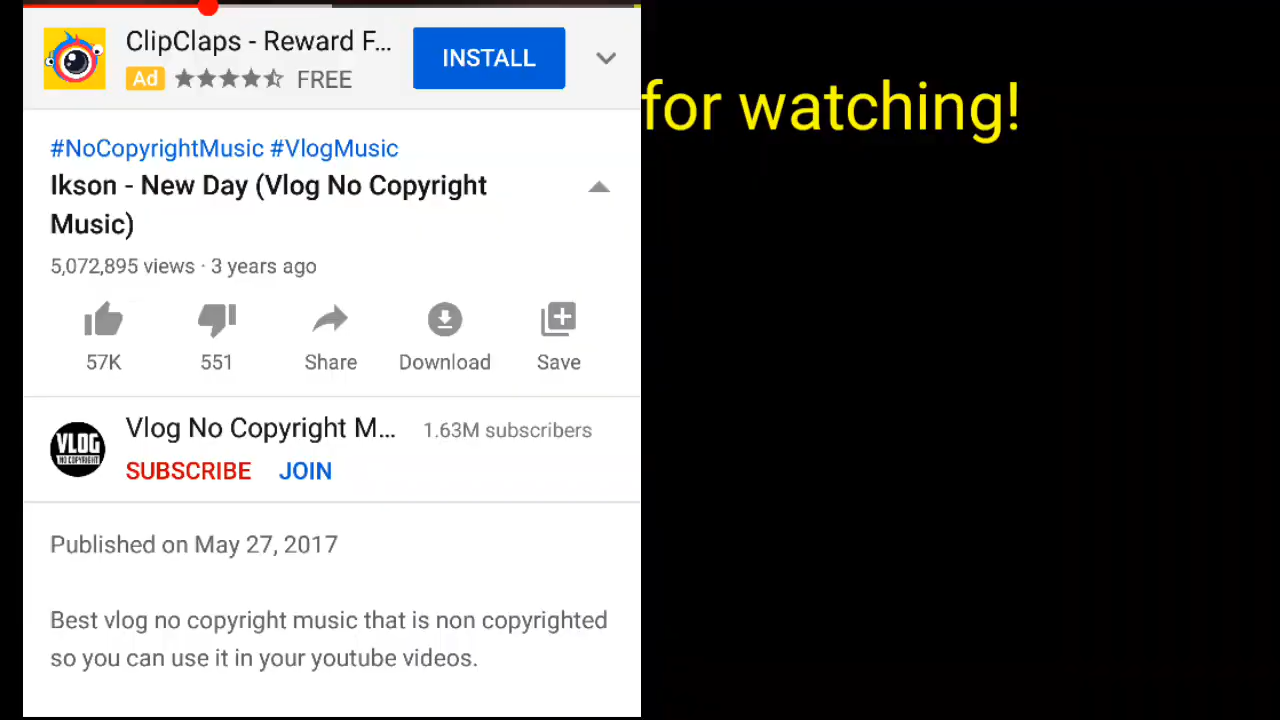 ClipClaps - Reward F...
INSTALL
Ad
FREE
for watching!
#NoCopyrightMusic #VlogMusic
Ikson - New Day (Vlog No Copyright
Music)
5,072,895 views · 3 years ago
57K
551
Share
Download
Save
VLOG
NO COPYRIGHT
Vlog No Copyright M...
1.63M subscribers
SUBSCRIBE
JOIN
Published on May 27, 2017
Best vlog no copyright music that is non copyrighted
so you can use it in your youtube videos.